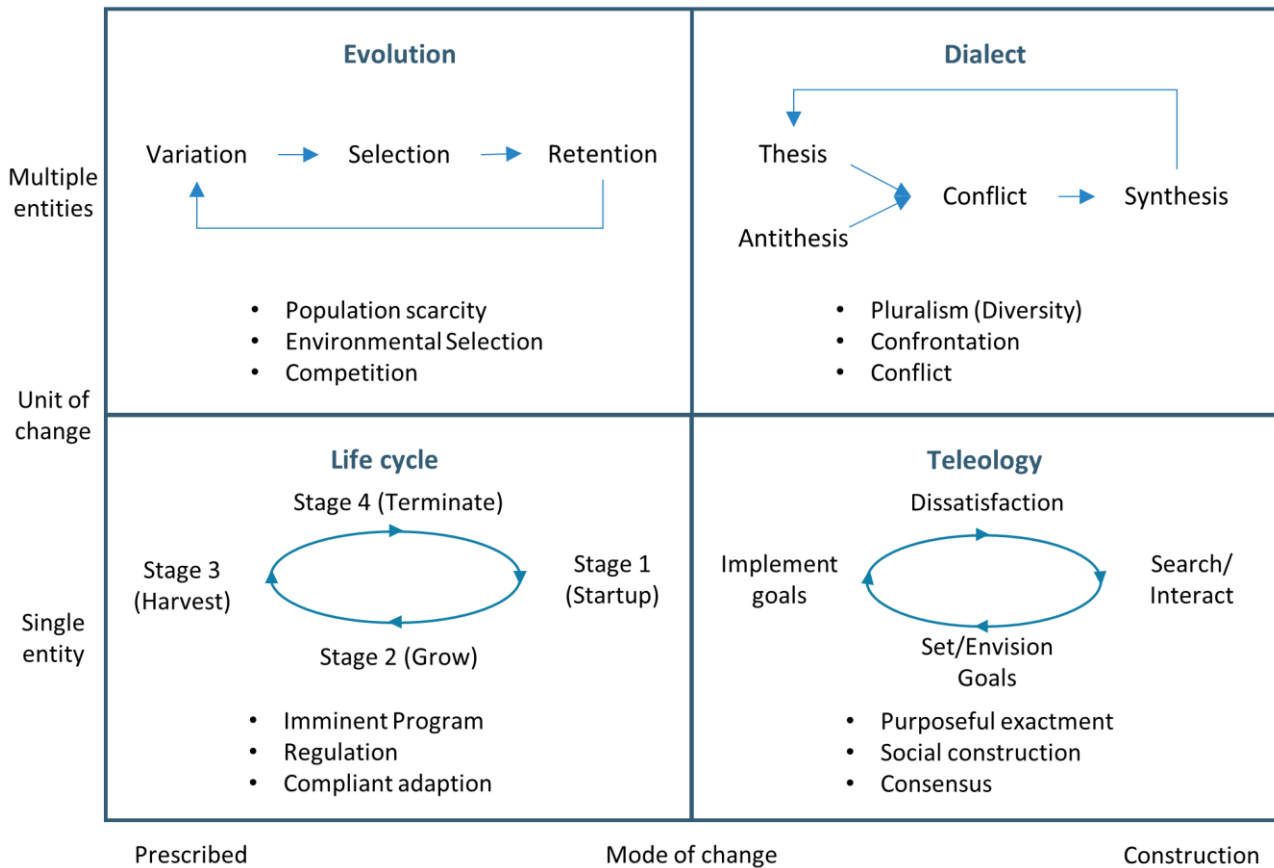 Evolution
Variation
Selection
Retention
• Population scarcity
• Environmental Selection
• Competition
Dialect
Thesis
Antithesis
Conflict
Synthesis
• Pluralism (Diversity)
• Confrontation
• Conflict
Multiple
entities
Unit of
change
Single
entity
Life cycle
Stage 4 (Terminate)
Stage 3
(Harvest)
Stage 1
(Startup)
Stage 2 (Grow)
• Imminent Program
• Regulation
• Compliant adaption
Teleology
Dissatisfaction
Implement
goals
Search/
Interact
Set/Envision
Goals
• Purposeful exactment
• Social construction
• Consensus
Prescribed
Mode of change
Construction